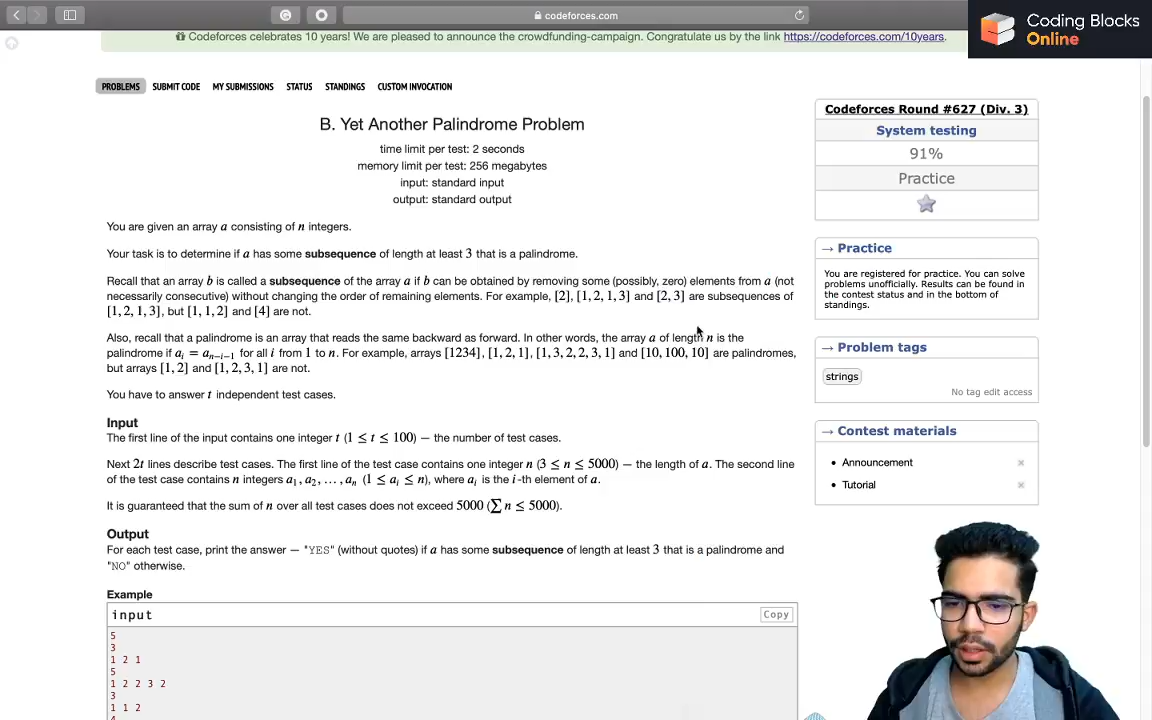 codeforces.com
Coding Blocks
Online
Codeforces celebrates 10 years! We are pleased to announce the crowdfunding-campaign. Congratulate us by the link https://codeforces.com/10years.
PROBLEMS SUBMIT CODE MY SUBMISSIONS STATUS STANDINGS CUSTOM INVOCATION
B. Yet Another Palindrome Problem
time limit per test: 2 seconds
memory limit per test: 256 megabytes
input: standard input
output: standard output
You are given an array a consisting of n integers.
Your task is to determine if a has some subsequence of length at least 3 that is a palindrome.
Recall that an array b is called a subsequence of the array a if b can be obtained by removing some (possibly, zero) elements from a (not
necessarily consecutive) without changing the order of remaining elements. For example, [2], [1, 2, 1, 3] and [2, 3] are subsequences of
[1, 2, 1, 3], but [1, 1, 2] and [4] are not.
Also, recall that a palindrome is an array that reads the same backward as forward. In other words, the array a of length n is the
palindrome if a_i = a_{n-i-1} for all i from 1 to n. For example, arrays [1234], [1, 2, 1], [1, 3, 2, 2, 3, 1] and [10, 100, 10] are palindromes,
but arrays [1, 2] and [1, 2, 3, 1] are not.
You have to answer t independent test cases.
Input
The first line of the input contains one integer t (1 ≤ t ≤ 100) — the number of test cases.
Next 2t lines describe test cases. The first line of the test case contains one integer n (3 ≤ n ≤ 5000) — the length of a. The second line
of the test case contains n integers a_1, a_2, …, a_n (1 ≤ a_i ≤ n), where a_i is the i-th element of a.
It is guaranteed that the sum of n over all test cases does not exceed 5000 (∑ n ≤ 5000).
Output
For each test case, print the answer — "YES" (without quotes) if a has some subsequence of length at least 3 that is a palindrome and
"NO" otherwise.
Example
input Copy
5
3
1 2 1
5
1 2 2 3 2
3
1 1 2
4
Codeforces Round #627 (Div. 3)
System testing
91%
Practice
→ Practice
You are registered for practice. You can solve
problems unofficially. Results can be found in
the contest status and in the bottom of
standings.
→ Problem tags
strings
No tag edit access
→ Contest materials
Announcement
Tutorial